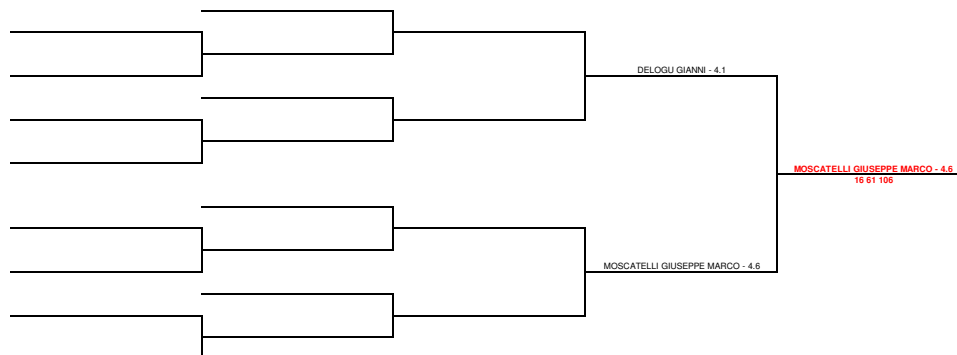 DELOGU GIANNI - 4.1
MOSCATELLI GIUSEPPE MARCO - 4.6
16 61 106
MOSCATELLI GIUSEPPE MARCO - 4.6